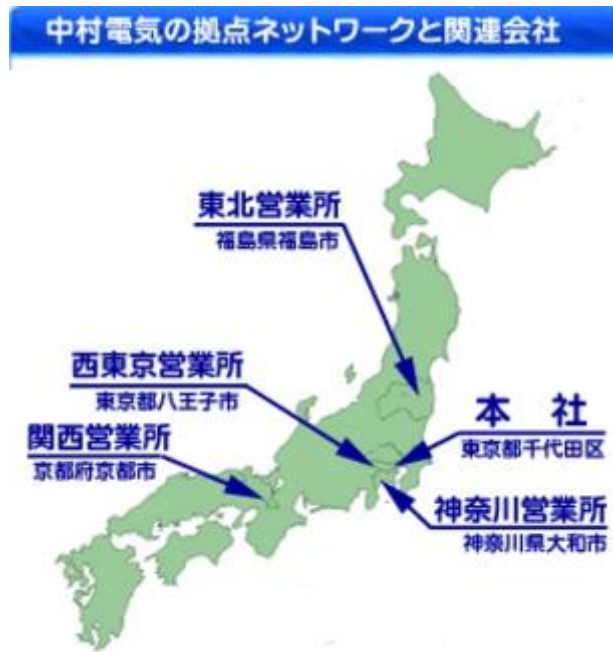 中村電気の拠点ネットワークと関連会社
東北営業所
福島県福島市
西東京営業所
東京都八王子市
本 社
東京都千代田区
関西営業所
京都府京都市
神奈川営業所
神奈川県大和市